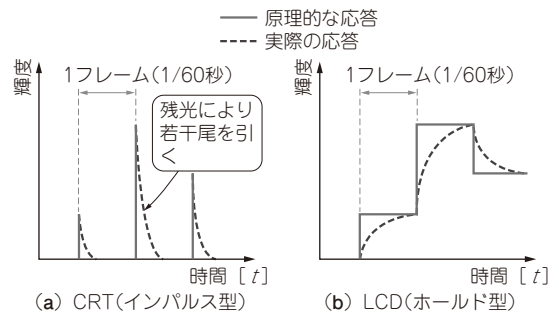 原理的な応答
実際の応答
輝度
1フレーム(1/60秒)
残光により
若干尾を引
く
時間 [t]
(a) CRT(インパルス型)
輝度
1フレーム(1/60秒)
時間 [t]
(b) LCD(ホールド型)